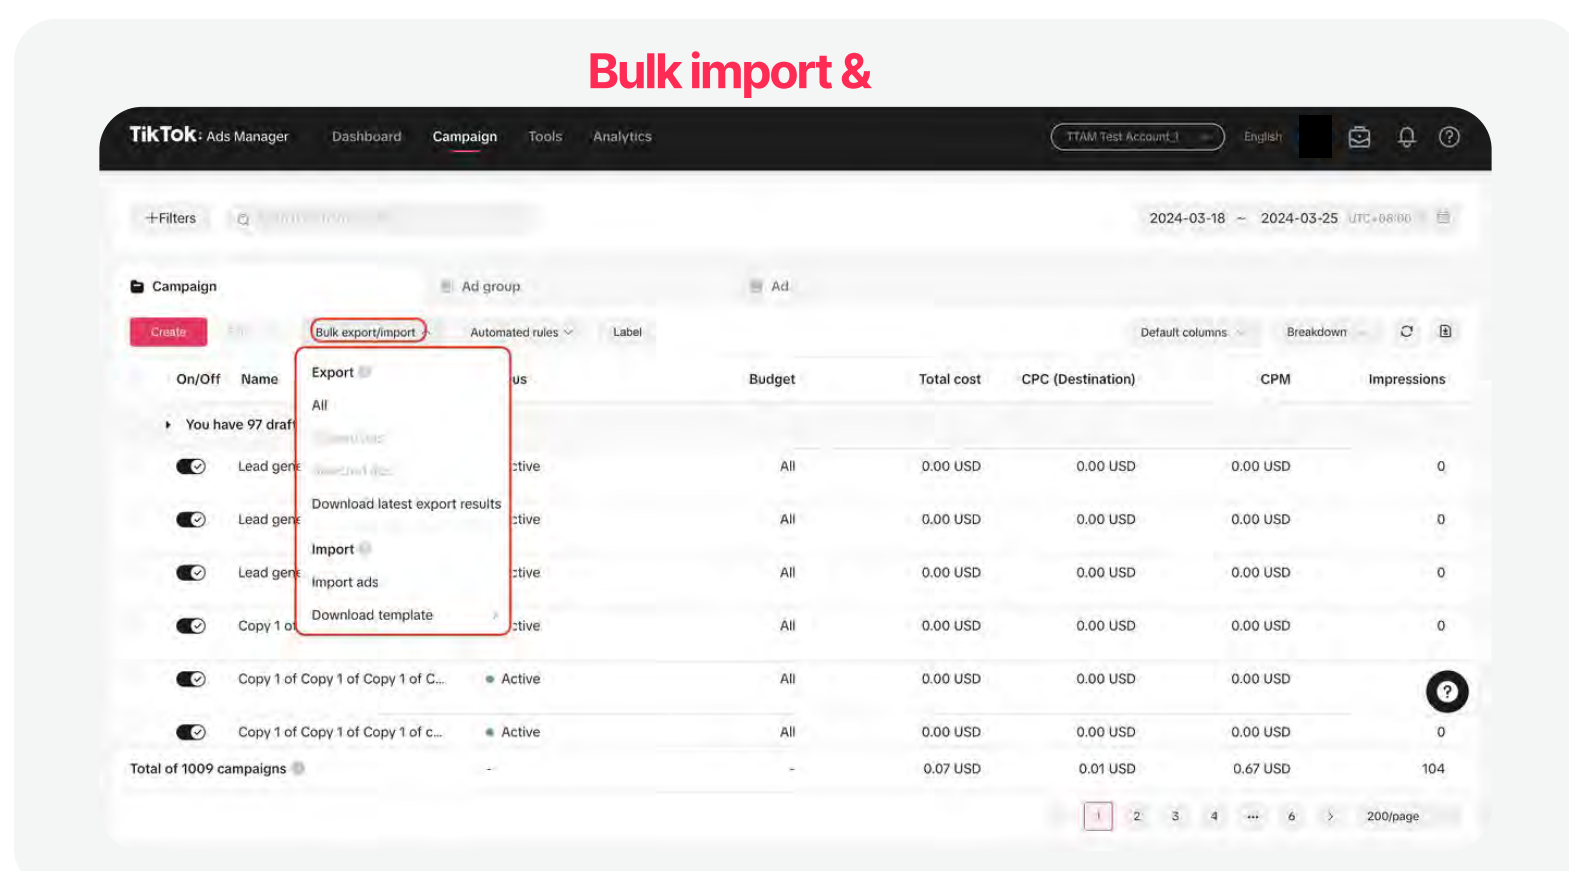 Bulk import &
TikTok: Ads Manager Dashboard Campaign Tools Analytics TTAM Test Account_1 English
+Filters 2024-03-18 ~ 2024-03-25 UTC+08:00
Campaign Ad group Ad
Create Bulk export/import Automated rules Label Default columns Breakdown
On/Off Name us Budget Total cost CPC (Destination) CPM Impressions
Export
All
Download latest export results
Import
Import ads
Download template
You have 97 draft
Lead gene ctive All 0.00 USD 0.00 USD 0.00 USD 0
Lead gene ctive All 0.00 USD 0.00 USD 0.00 USD 0
Lead gene ctive All 0.00 USD 0.00 USD 0.00 USD 0
Copy 1 of ctive All 0.00 USD 0.00 USD 0.00 USD 0
Copy 1 of Copy 1 of Copy 1 of C... Active All 0.00 USD 0.00 USD 0.00 USD
Copy 1 of Copy 1 of Copy 1 of c... Active All 0.00 USD 0.00 USD 0.00 USD 0
Total of 1009 campaigns - - 0.07 USD 0.01 USD 0.67 USD 104
1 2 3 4 ... 6 > 200/page